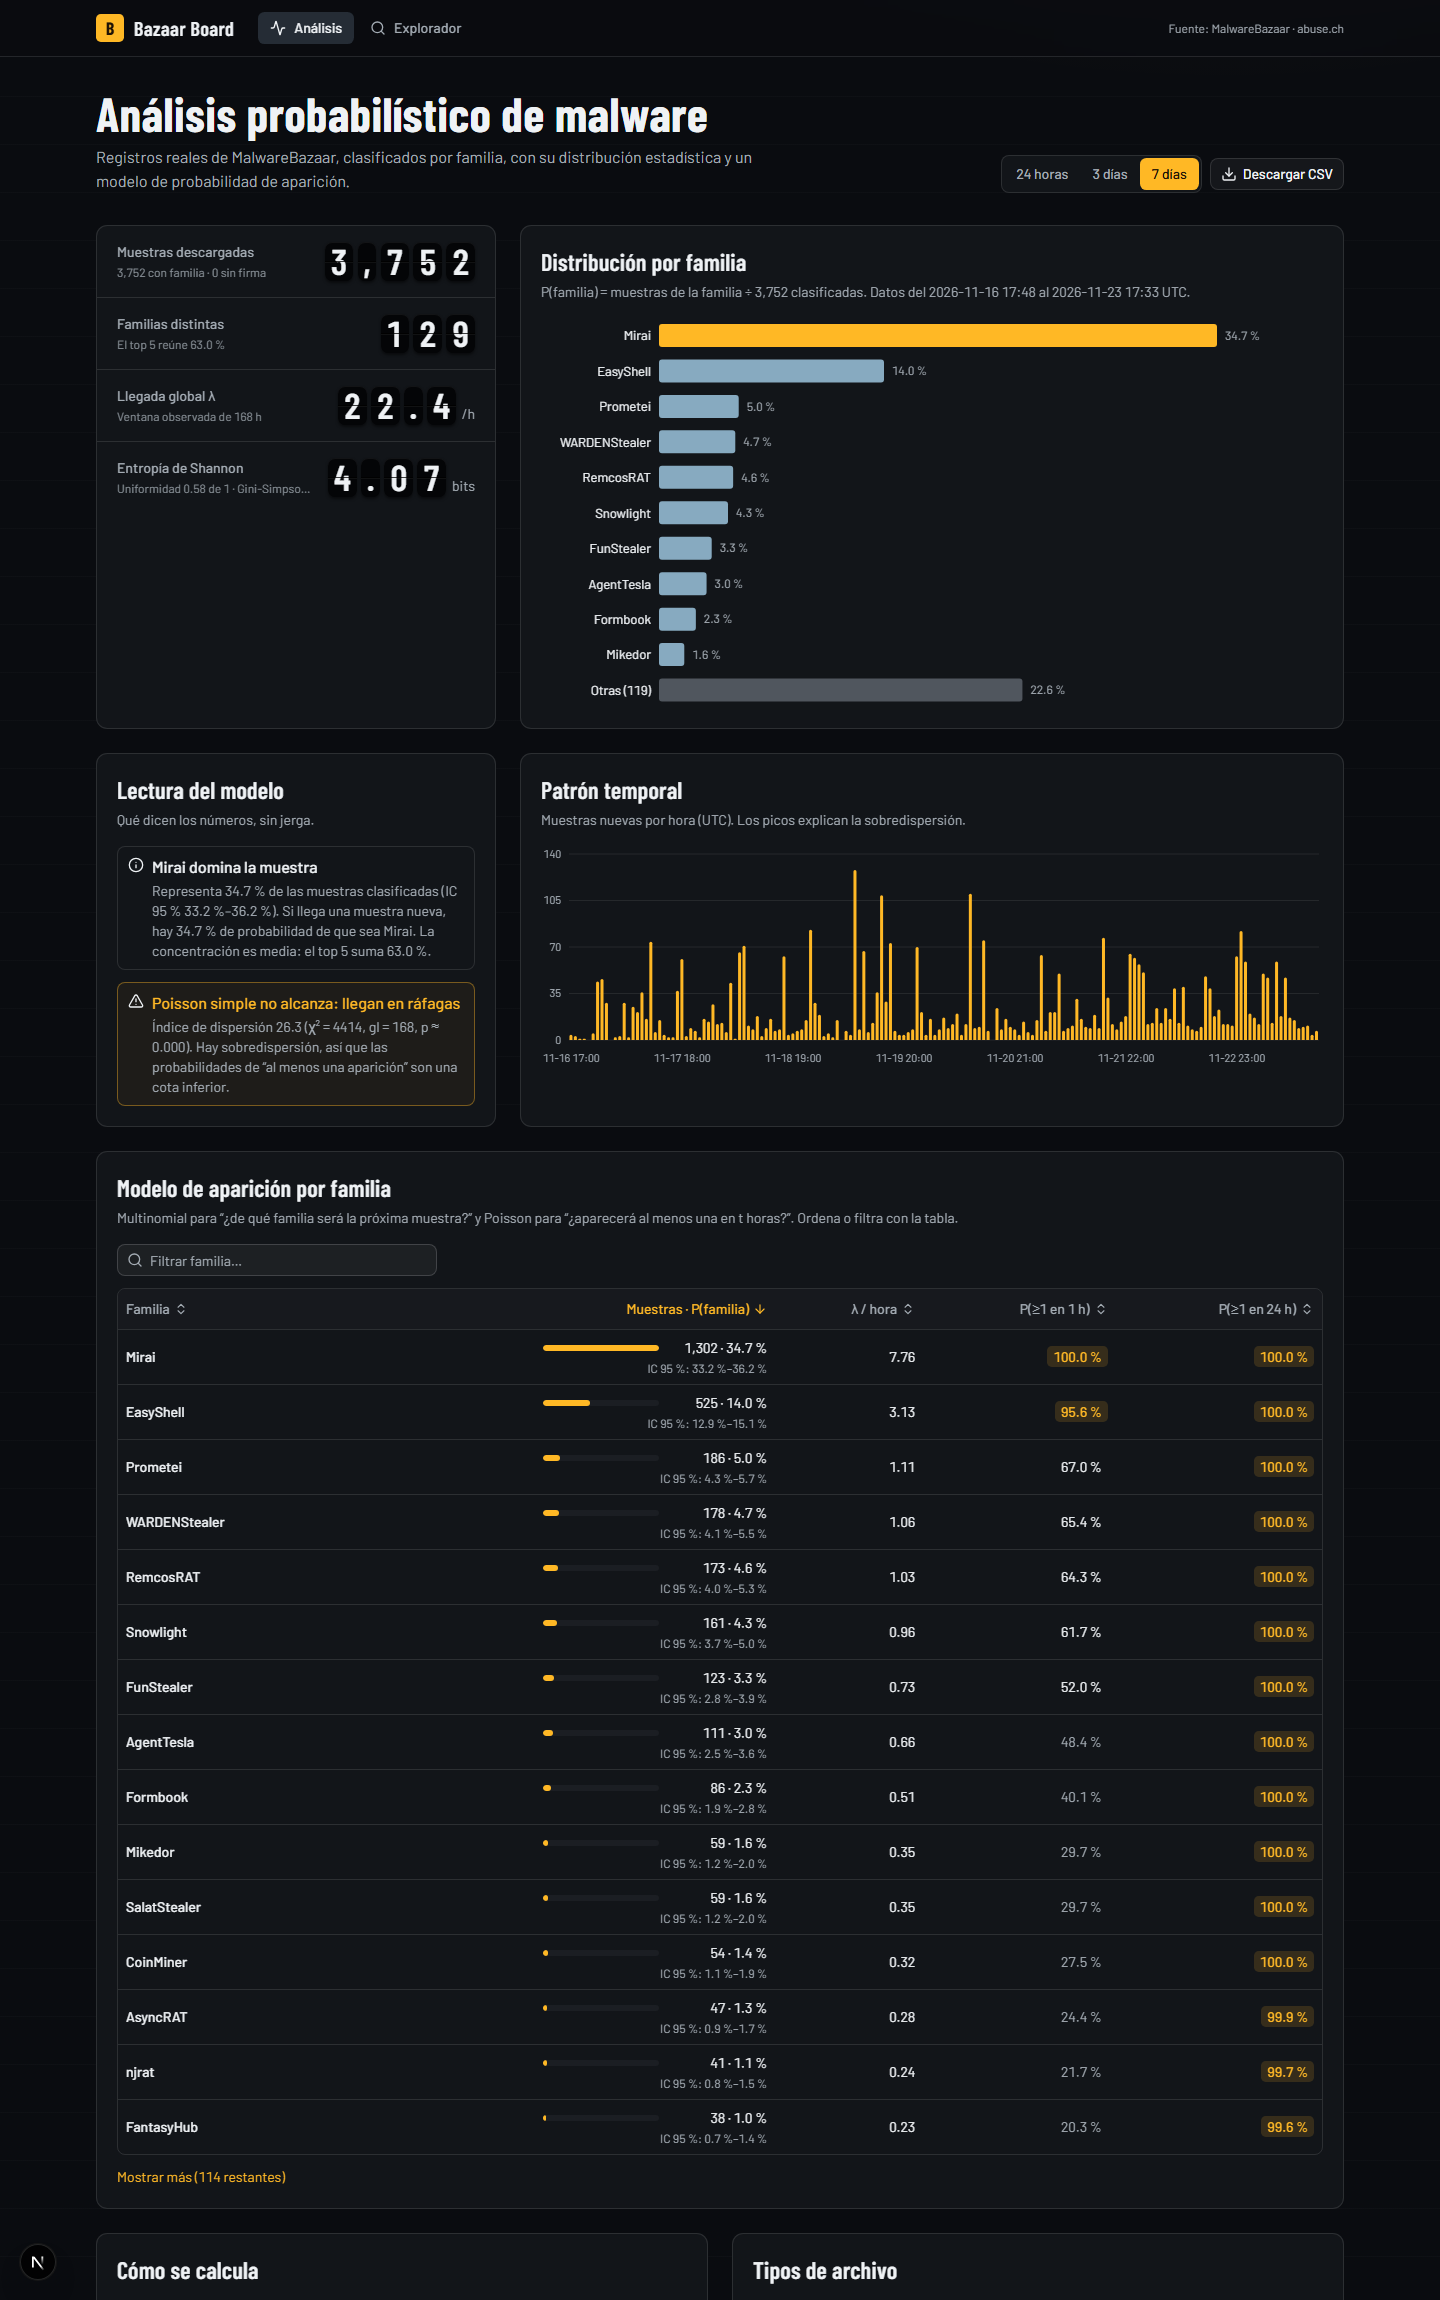 B Bazaar Board Análisis Explorador Fuente: MalwareBazaar · abuse.ch
Análisis probabilístico de malware
Registros reales de MalwareBazaar, clasificados por familia, con su distribución estadística y un
modelo de probabilidad de aparición.
24 horas 3 días 7 días Descargar CSV
Muestras descargadas
3,752 con familia · 0 sin firma
3,752
Familias distintas
El top 5 reúne 63.0 %
129
Llegada global λ
Ventana observada de 168 h
22.4 /h
Entropía de Shannon
Uniformidad 0.58 de 1 · Gini-Simpso...
4.07 bits
Distribución por familia
P(familia) = muestras de la familia ÷ 3,752 clasificadas. Datos del 2026-11-16 17:48 al 2026-11-23 17:33 UTC.
Mirai 34.7 %
EasyShell 14.0 %
Prometei 5.0 %
WARDENStealer 4.7 %
RemcosRAT 4.6 %
Snowlight 4.3 %
FunStealer 3.3 %
AgentTesla 3.0 %
Formbook 2.3 %
Mikedor 1.6 %
Otras (119) 22.6 %
Lectura del modelo
Qué dicen los números, sin jerga.
Mirai domina la muestra
Representa 34.7 % de las muestras clasificadas (IC
95 % 33.2 %–36.2 %). Si llega una muestra nueva,
hay 34.7 % de probabilidad de que sea Mirai. La
concentración es media: el top 5 suma 63.0 %.
Poisson simple no alcanza: llegan en ráfagas
Índice de dispersión 26.3 (χ² = 4414, gl = 168, p ≈
0.000). Hay sobredispersión, así que las
probabilidades de “al menos una aparición” son una
cota inferior.
Patrón temporal
Muestras nuevas por hora (UTC). Los picos explican la sobredispersión.
140
105
70
35
0
11-16 17:00 11-17 18:00 11-18 19:00 11-19 20:00 11-20 21:00 11-21 22:00 11-22 23:00
Modelo de aparición por familia
Multinomial para “¿de qué familia será la próxima muestra?” y Poisson para “¿aparecerá al menos una en t horas?”. Ordena o filtra con la tabla.
Filtrar familia...
Familia Muestras · P(familia) λ / hora P(≥1 en 1 h) P(≥1 en 24 h)
Mirai 1,302 · 34.7 % 7.76 100.0 % 100.0 %
IC 95 %: 33.2 %–36.2 %
EasyShell 525 · 14.0 % 3.13 95.6 % 100.0 %
IC 95 %: 12.9 %–15.1 %
Prometei 186 · 5.0 % 1.11 67.0 % 100.0 %
IC 95 %: 4.3 %–5.7 %
WARDENStealer 178 · 4.7 % 1.06 65.4 % 100.0 %
IC 95 %: 4.1 %–5.5 %
RemcosRAT 173 · 4.6 % 1.03 64.3 % 100.0 %
IC 95 %: 4.0 %–5.3 %
Snowlight 161 · 4.3 % 0.96 61.7 % 100.0 %
IC 95 %: 3.7 %–5.0 %
FunStealer 123 · 3.3 % 0.73 52.0 % 100.0 %
IC 95 %: 2.8 %–3.9 %
AgentTesla 111 · 3.0 % 0.66 48.4 % 100.0 %
IC 95 %: 2.5 %–3.6 %
Formbook 86 · 2.3 % 0.51 40.1 % 100.0 %
IC 95 %: 1.9 %–2.8 %
Mikedor 59 · 1.6 % 0.35 29.7 % 100.0 %
IC 95 %: 1.2 %–2.0 %
SalatStealer 59 · 1.6 % 0.35 29.7 % 100.0 %
IC 95 %: 1.2 %–2.0 %
CoinMiner 54 · 1.4 % 0.32 27.5 % 100.0 %
IC 95 %: 1.1 %–1.9 %
AsyncRAT 47 · 1.3 % 0.28 24.4 % 99.9 %
IC 95 %: 0.9 %–1.7 %
njrat 41 · 1.1 % 0.24 21.7 % 99.7 %
IC 95 %: 0.8 %–1.5 %
FantasyHub 38 · 1.0 % 0.23 20.3 % 99.6 %
IC 95 %: 0.7 %–1.4 %
Mostrar más (114 restantes)
N
Cómo se calcula
Tipos de archivo